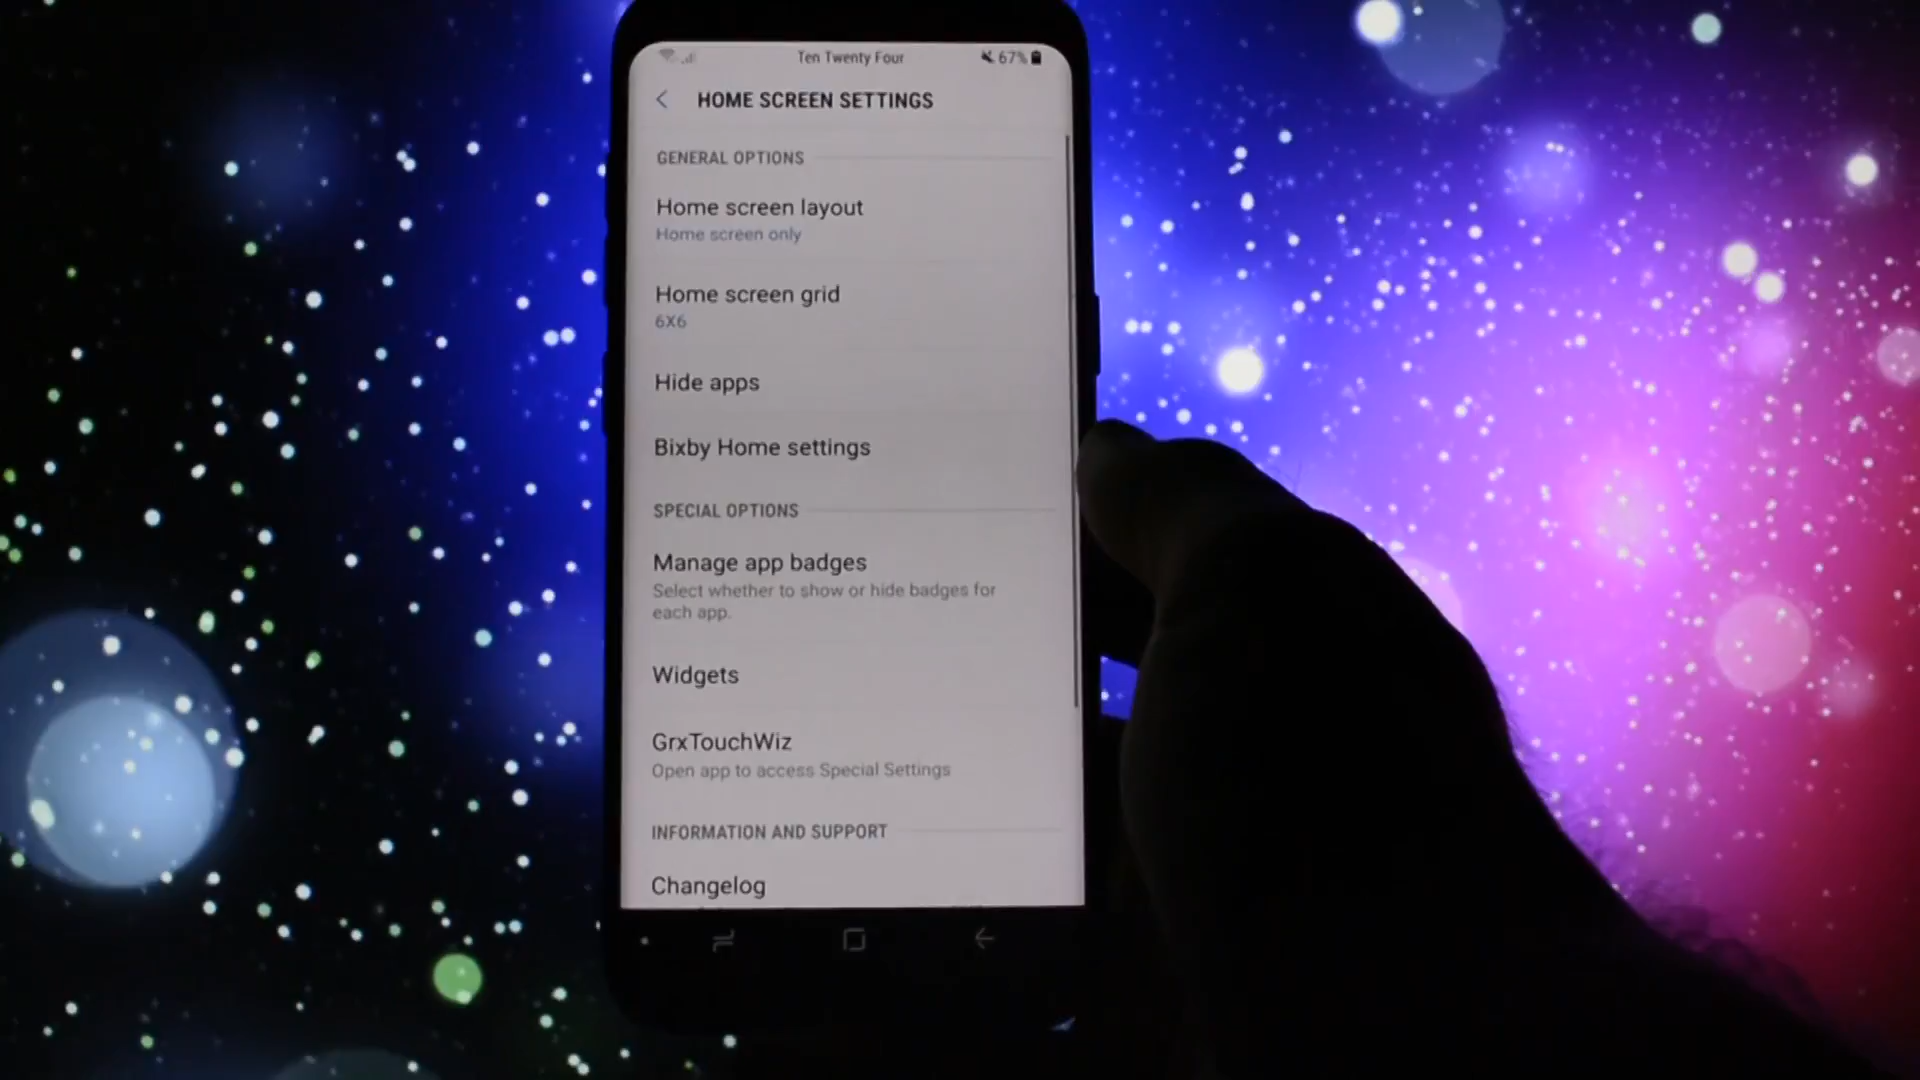 Ten Twenty Four
67%
HOME SCREEN SETTINGS
GENERAL OPTIONS
Home screen layout
Home screen only
Home screen grid
6X6
Hide apps
Bixby Home settings
SPECIAL OPTIONS
Manage app badges
Select whether to show or hide badges for
each app.
Widgets
GrxTouchWiz
Open app to access Special Settings
INFORMATION AND SUPPORT
Changelog